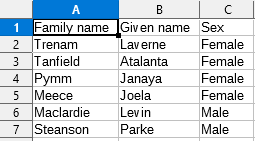 A B C
1 Family name Given name Sex
2 Trenam Laverne Female
3 Tanfield Atalanta Female
4 Pymm Janaya Female
5 Meece Joela Female
6 Maclardie Levin Male
7 Steanson Parke Male